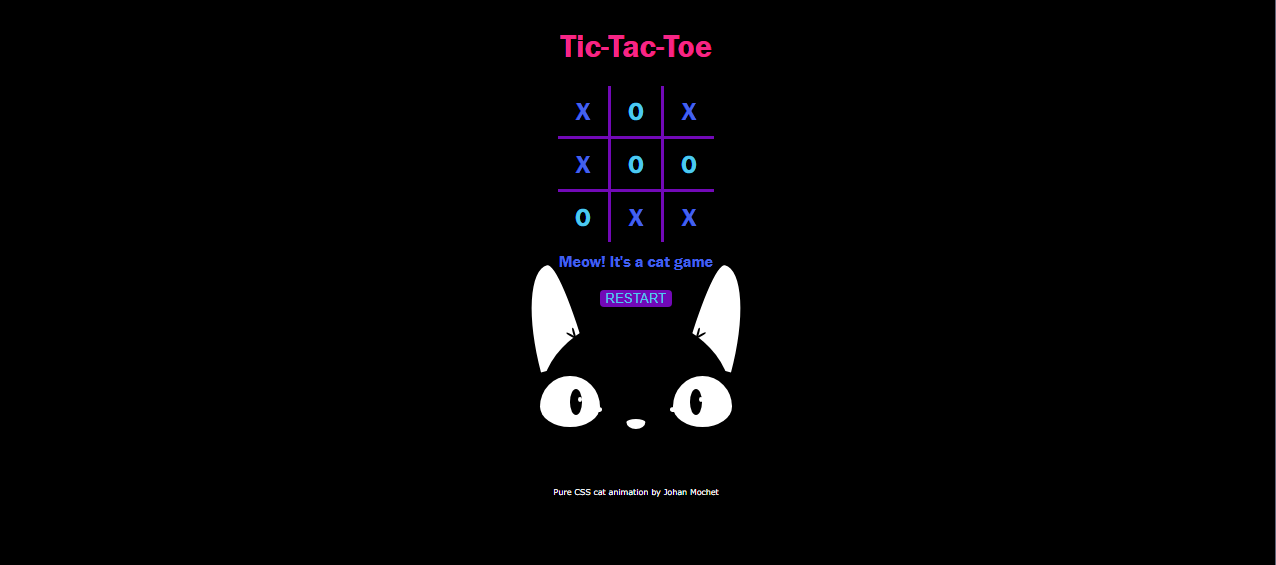 Tic-Tac-Toe
X O X
X O O
O X X
Meow! It's a cat game
RESTART
Pure CSS cat animation by Johan Mochet